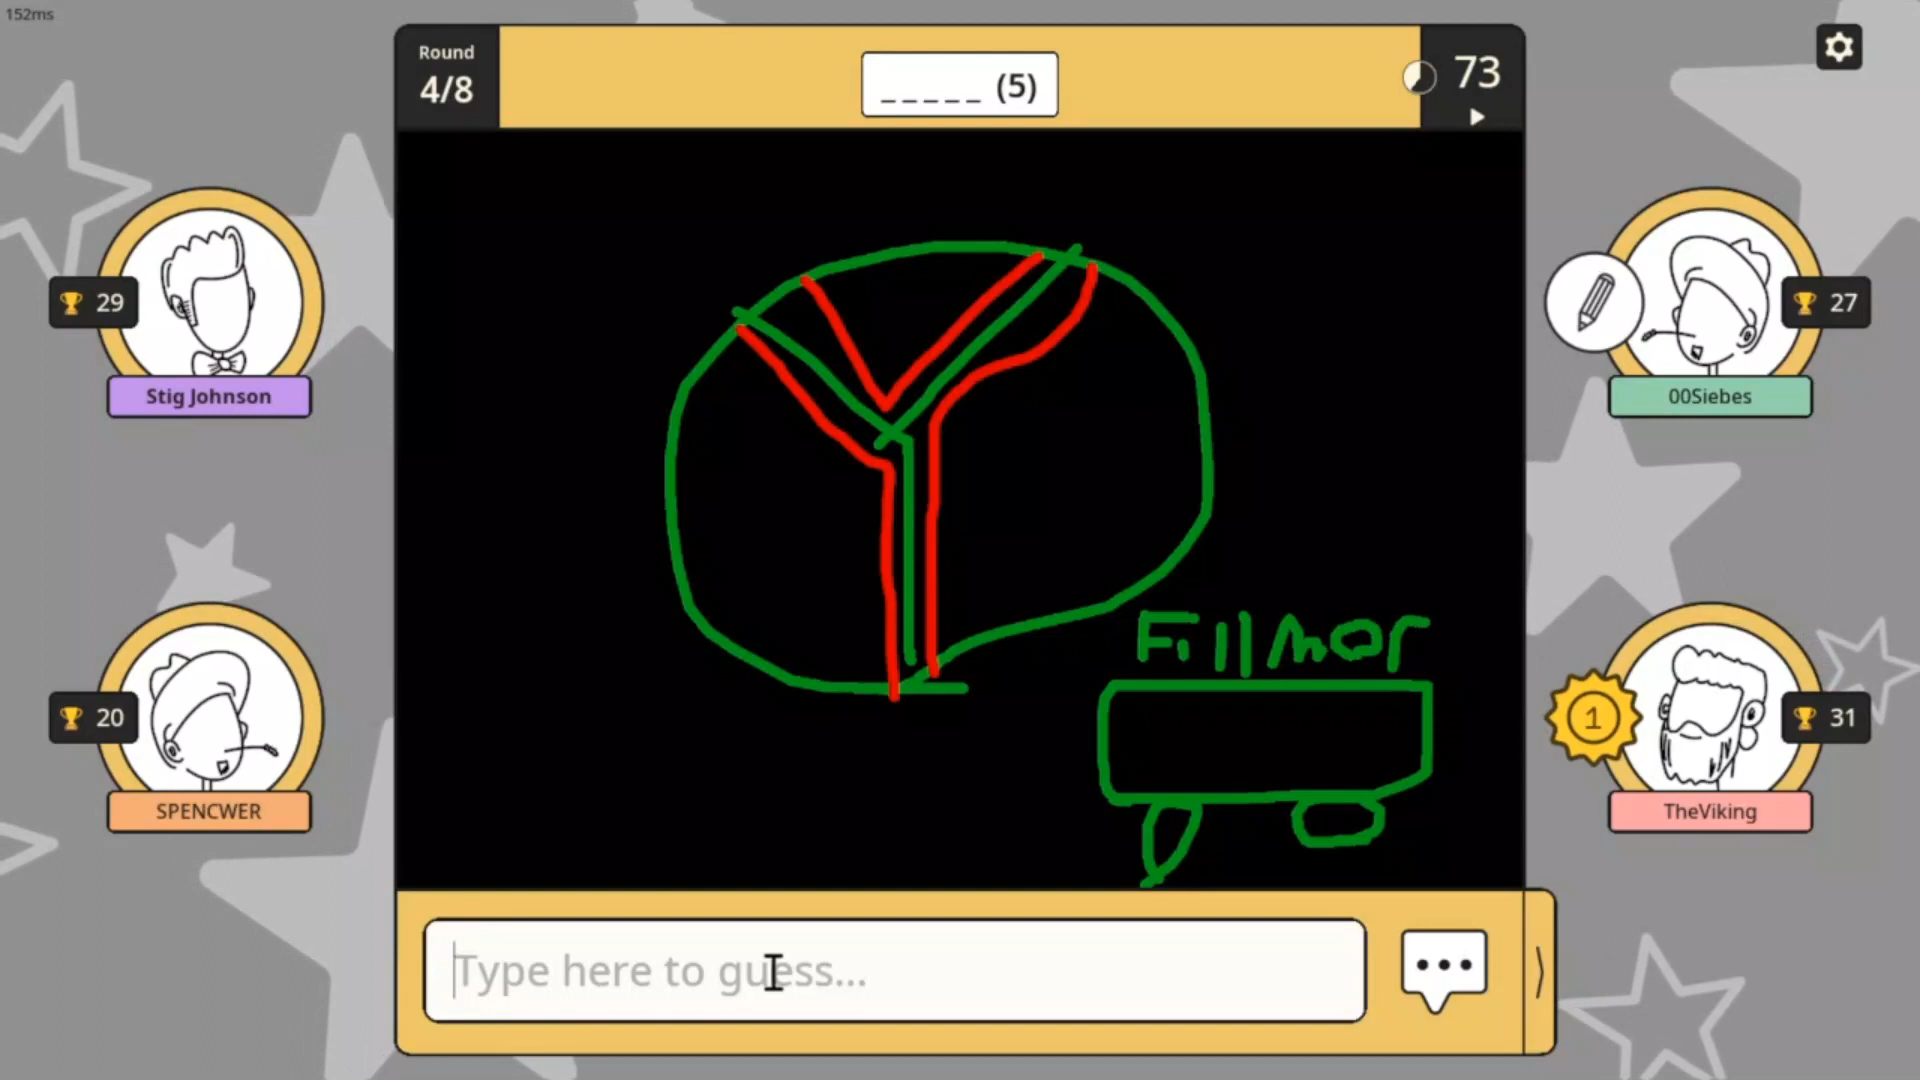 152ms
Round
4/8
_____ (5)
73
29
Stig Johnson
27
00Siebes
Fillmor
20
SPENCWER
1
31
TheViking
Type here to guess...